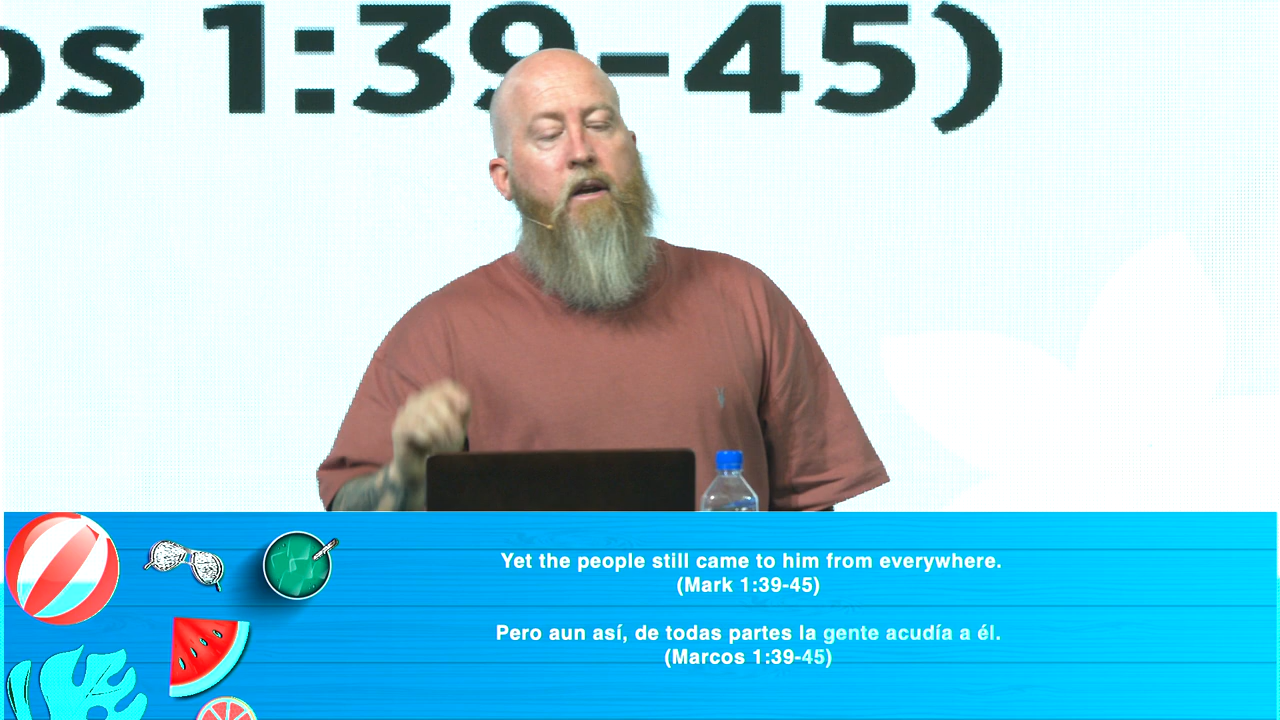 os 1:39–45)
Yet the people still came to him from everywhere.
(Mark 1:39-45)
Pero aun así, de todas partes la gente acudía a él.
(Marcos 1:39-45)